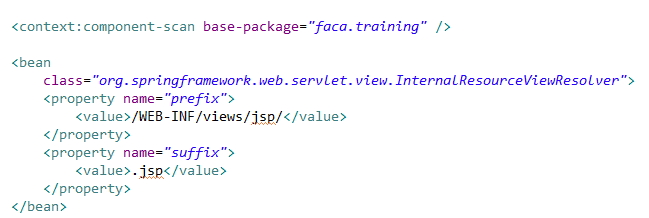 <context:component-scan base-package="faca.training" />
<bean
class="org.springframework.web.servlet.view.InternalResourceViewResolver">
<property name="prefix">
<value>/WEB-INF/views/jsp/</value>
</property>
<property name="suffix">
<value>.jsp</value>
</property>
</bean>